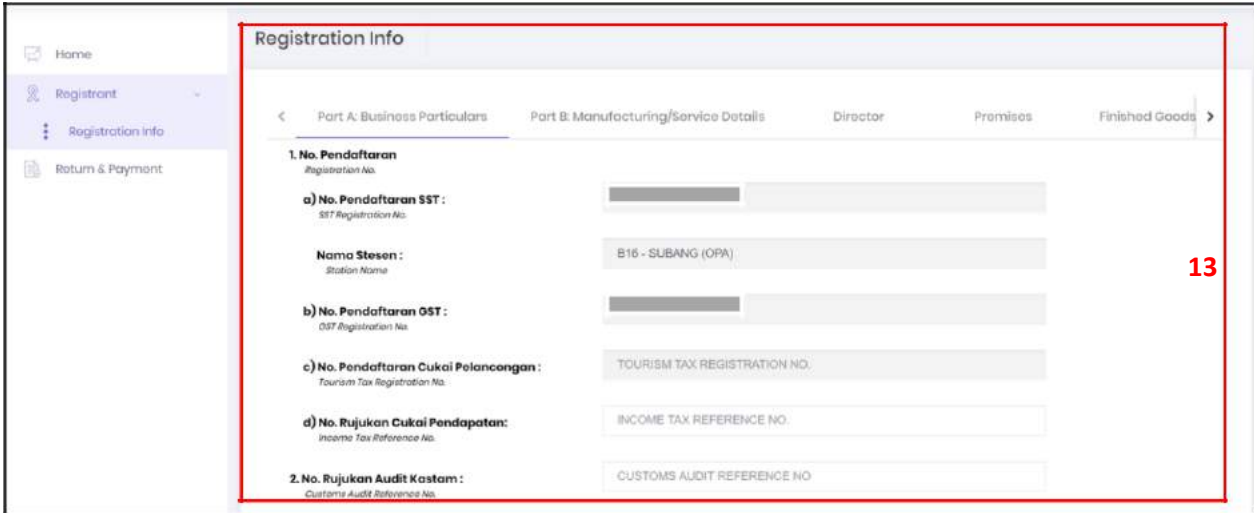 Registration Info
Home
Registrant
Registration Info
Return & Payment
Part A: Business Particulars
Part B: Manufacturing/Service Details
Director
Premises
Finished Goods
1. No. Pendaftaran
Registration No.
a) No. Pendaftaran SST :
SST Registration No.
Nama Stesen :
B16 - SUBANG (OPA)
Station Name
13
b) No. Pendaftaran GST :
GST Registration No.
c) No. Pendaftaran Cukai Pelancongan :
TOURISM TAX REGISTRATION NO.
Tourism Tax Registration No.
d) No. Rujukan Cukai Pendapatan:
INCOME TAX REFERENCE NO.
Income Tax Reference No.
2. No. Rujukan Audit Kastam :
CUSTOMS AUDIT REFERENCE NO
Customs Audit Reference No.